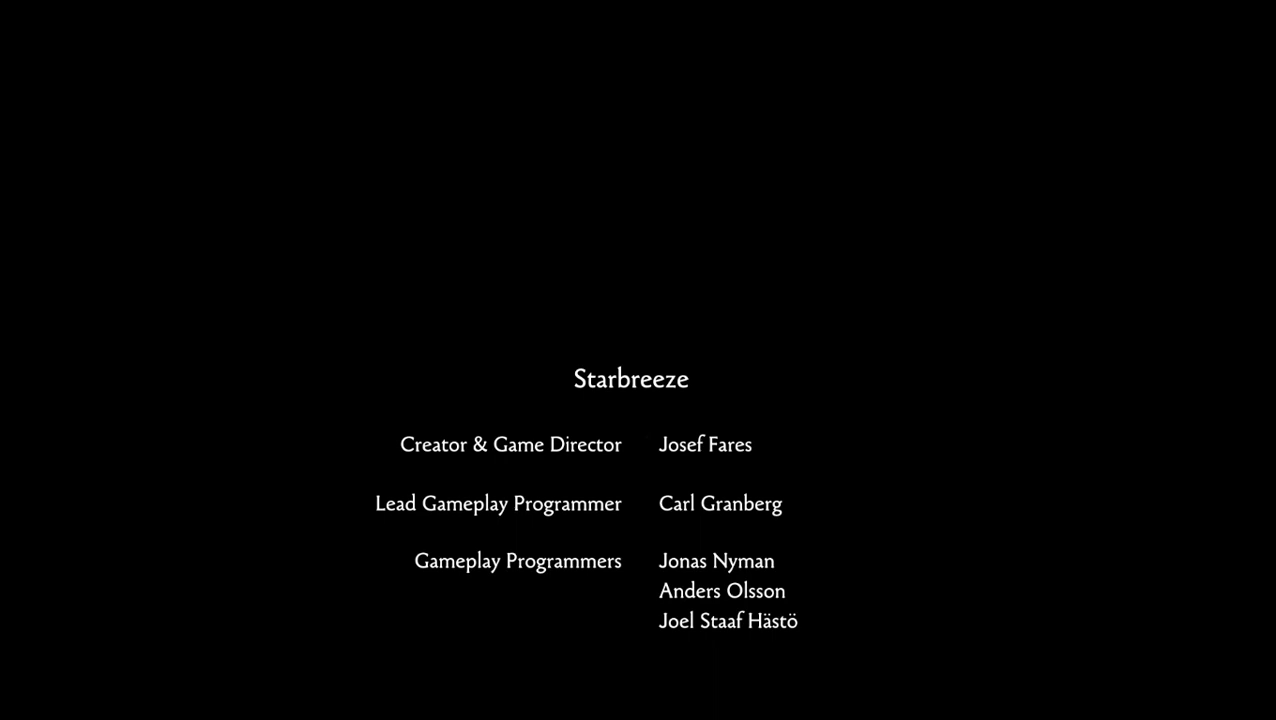 Starbreeze
Creator & Game Director Josef Fares
Lead Gameplay Programmer Carl Granberg
Gameplay Programmers Jonas Nyman
Anders Olsson
Joel Staaf Hästö